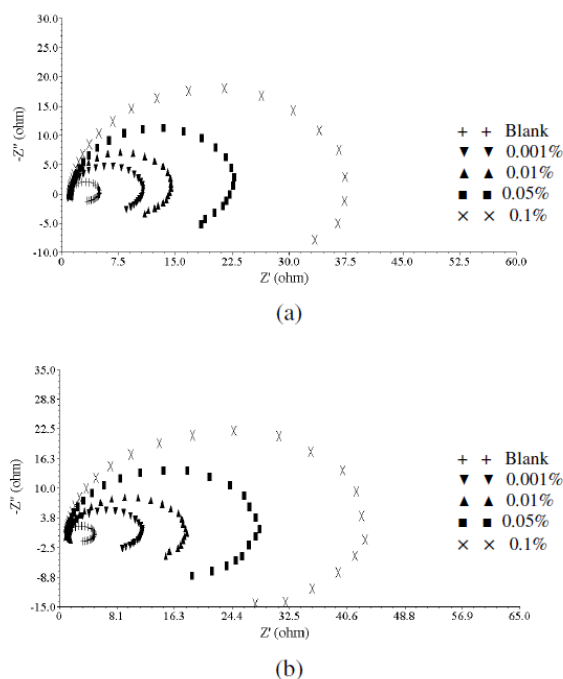 30.0
25.0
20.0
15.0
10.0
5.0
0
-5.0
-10.0
-Z" (ohm)
0 7.5 15.0 22.5 30.0 37.5 45.0 52.5 60.0
Z' (ohm)
+ + Blank
▼ ▼ 0.001%
▲ ▲ 0.01%
■ ■ 0.05%
× × 0.1%
(a)
35.0
28.8
22.5
16.3
10.0
3.8
-2.5
-8.8
-15.0
-Z" (ohm)
0 8.1 16.3 24.4 32.5 40.6 48.8 56.9 65.0
Z' (ohm)
+ + Blank
▼ ▼ 0.001%
▲ ▲ 0.01%
■ ■ 0.05%
× × 0.1%
(b)